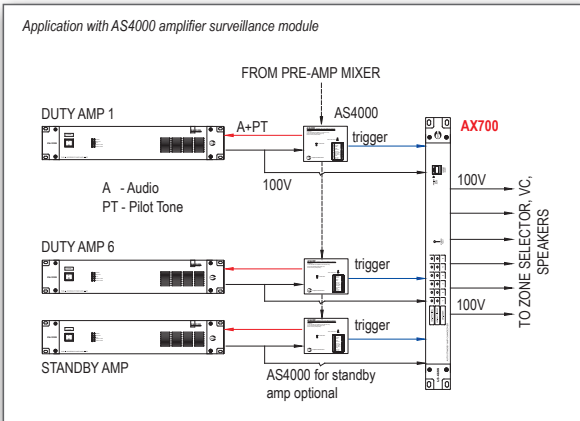 Application with AS4000 amplifier surveillance module
FROM PRE-AMP MIXER
DUTY AMP 1
A+PT
AS4000
trigger
AX700
A - Audio
PT - Pilot Tone
100V
100V
TO ZONE SELECTOR, VC,
SPEAKERS
DUTY AMP 6
trigger
100V
trigger
STANDBY AMP
AS4000 for standby
amp optional